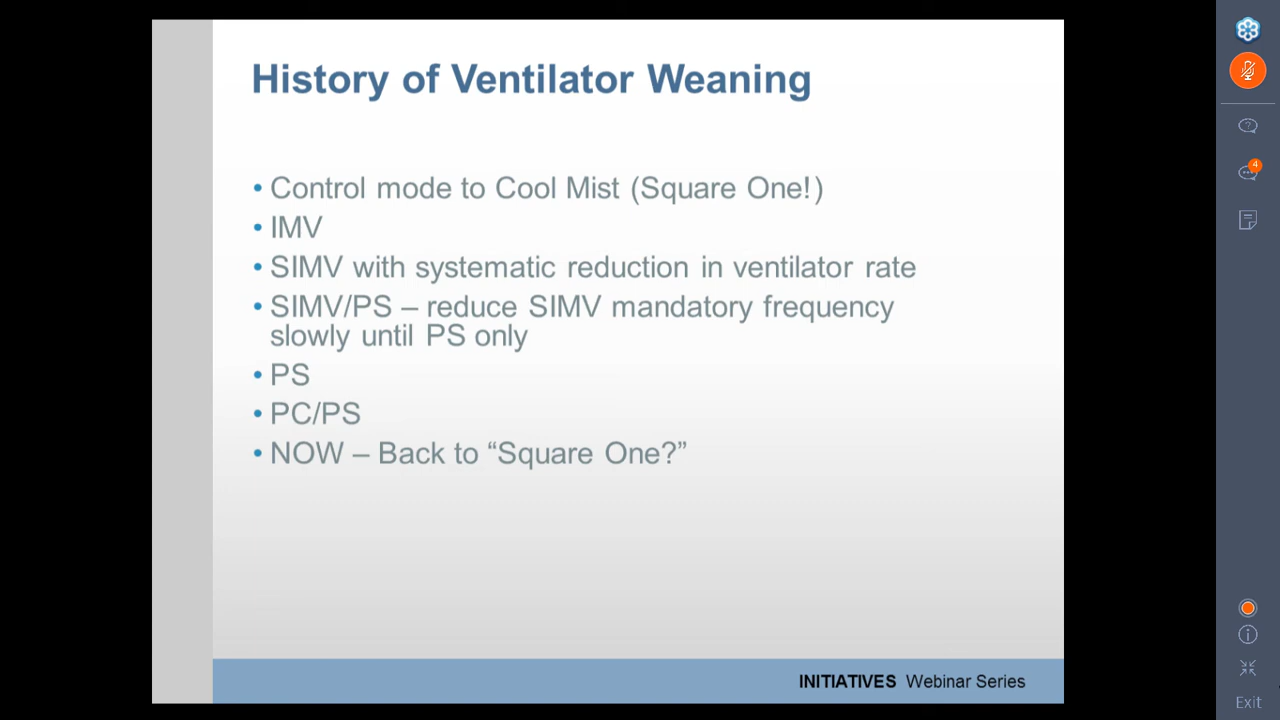 History of Ventilator Weaning
• Control mode to Cool Mist (Square One!)
• IMV
• SIMV with systematic reduction in ventilator rate
• SIMV/PS – reduce SIMV mandatory frequency
slowly until PS only
• PS
• PC/PS
• NOW – Back to “Square One?”
INITIATIVES Webinar Series
4
Exit